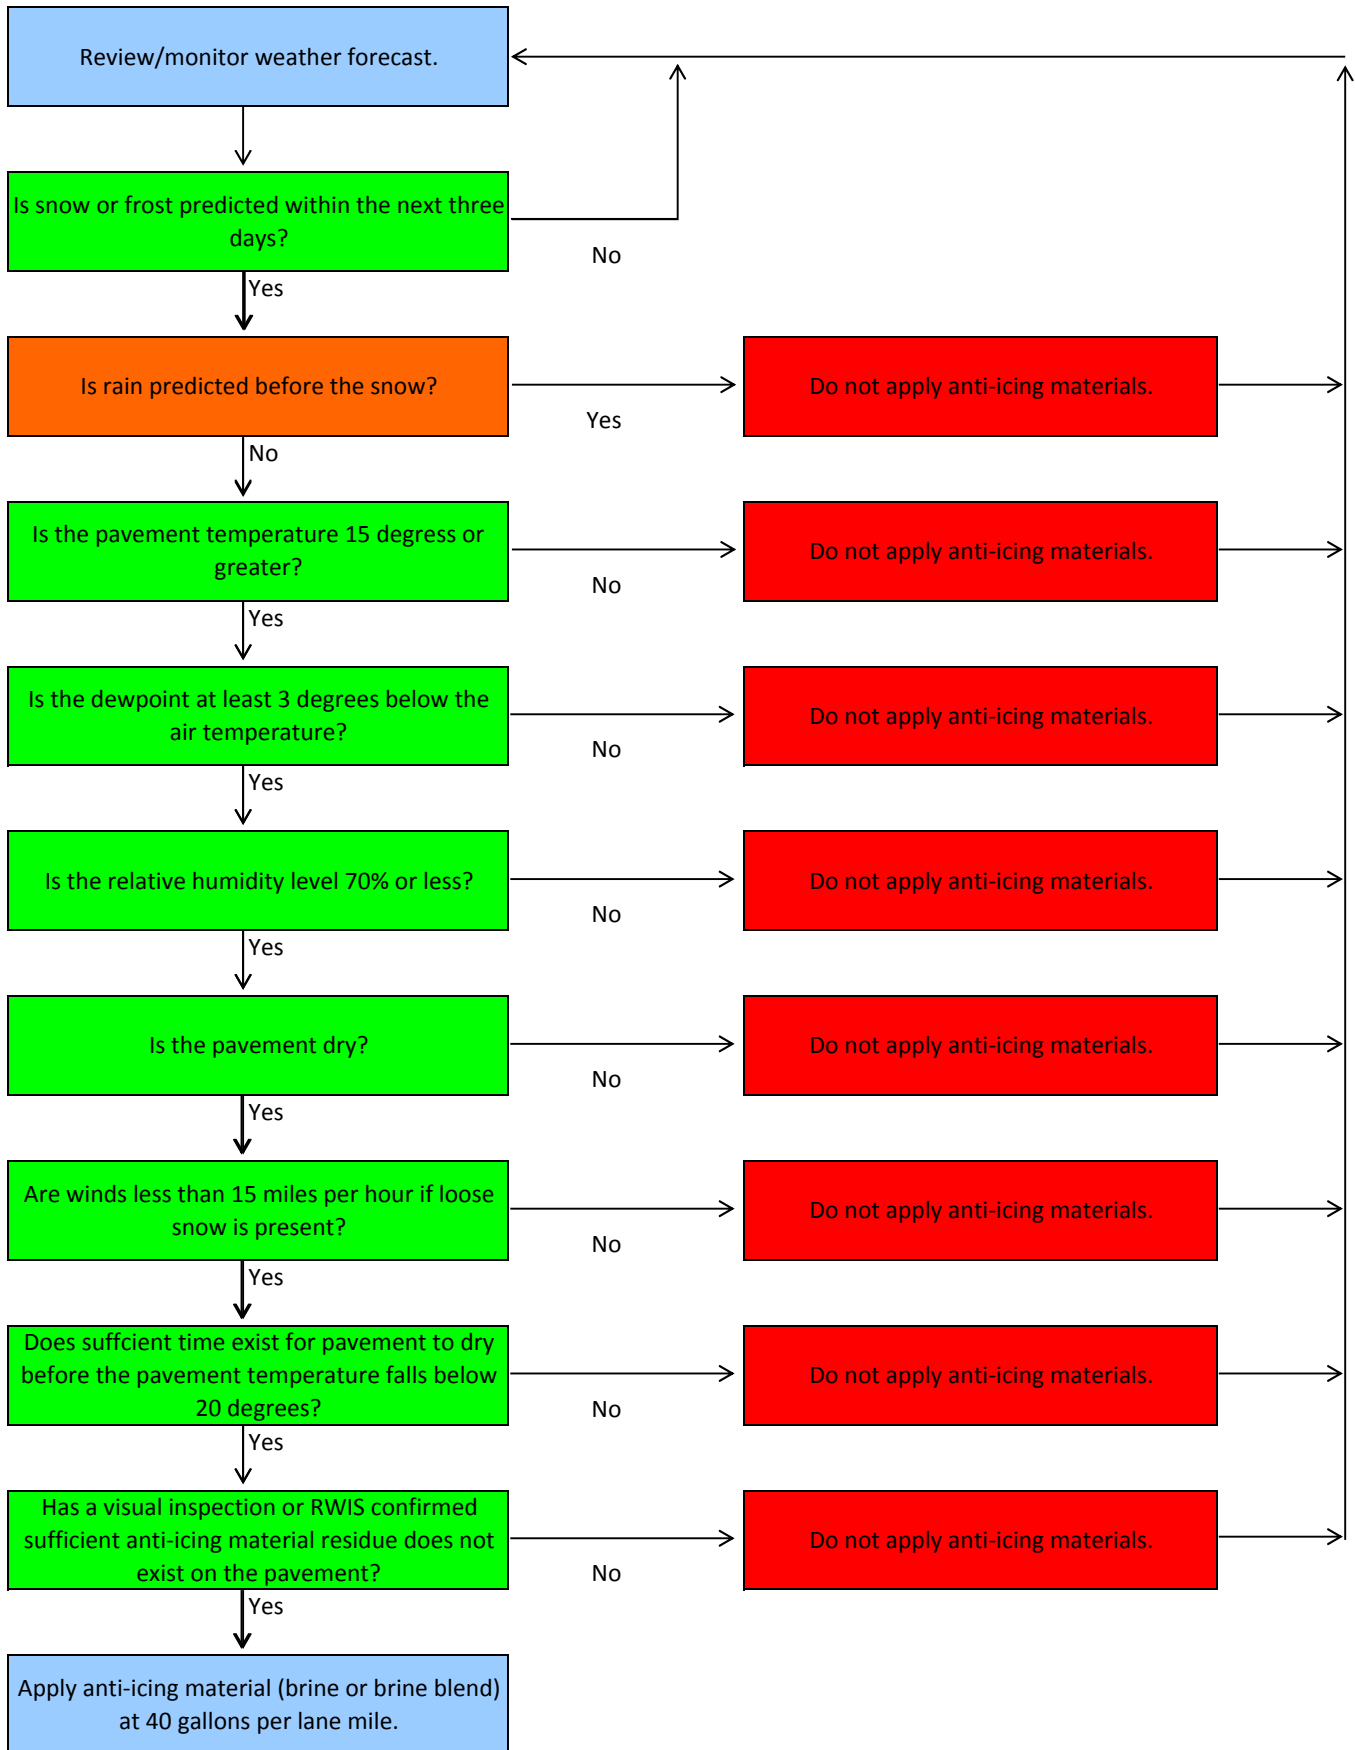 Review/monitor weather forecast.
Is snow or frost predicted within the next three
days?
No
Yes
Is rain predicted before the snow?
Do not apply anti-icing materials.
Yes
No
Is the pavement temperature 15 degress or
greater?
Do not apply anti-icing materials.
No
Yes
Is the dewpoint at least 3 degrees below the
air temperature?
Do not apply anti-icing materials.
No
Yes
Is the relative humidity level 70% or less?
Do not apply anti-icing materials.
No
Yes
Is the pavement dry?
Do not apply anti-icing materials.
No
Yes
Are winds less than 15 miles per hour if loose
snow is present?
Do not apply anti-icing materials.
No
Yes
Does suffcient time exist for pavement to dry
before the pavement temperature falls below
20 degrees?
Do not apply anti-icing materials.
No
Yes
Has a visual inspection or RWIS confirmed
sufficient anti-icing material residue does not
exist on the pavement?
Do not apply anti-icing materials.
No
Yes
Apply anti-icing material (brine or brine blend)
at 40 gallons per lane mile.